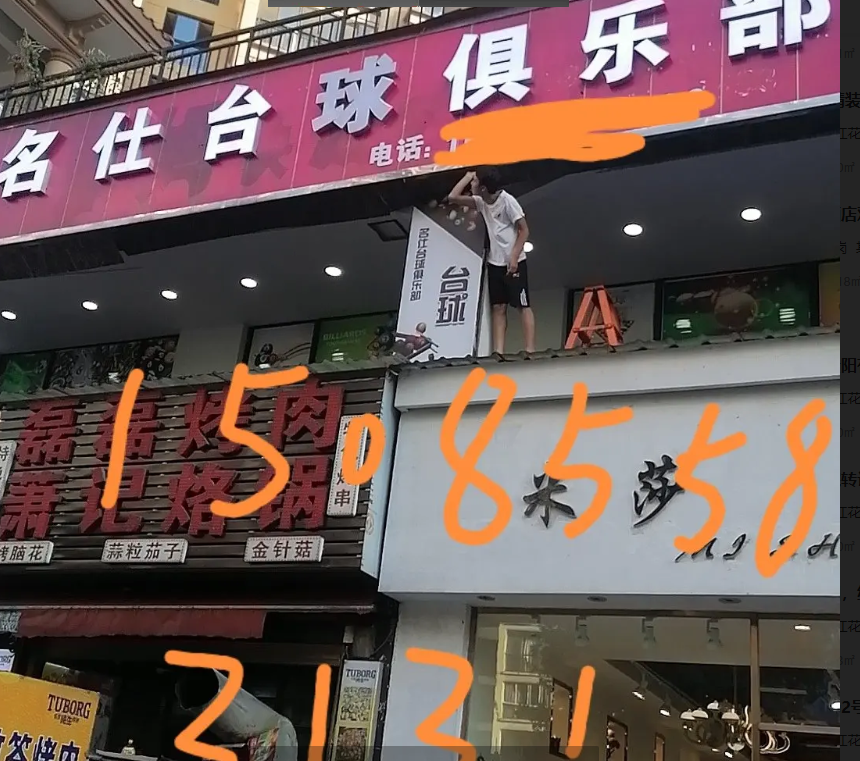 名仕台球俱乐部
电话:
名仕台球俱乐部
台球
BILLIARDS
磊磊烤肉
萧记烙锅
烤脑花
蒜粒茄子
金针菇
米莎
1508558
2121
TUBORG
TUBORG